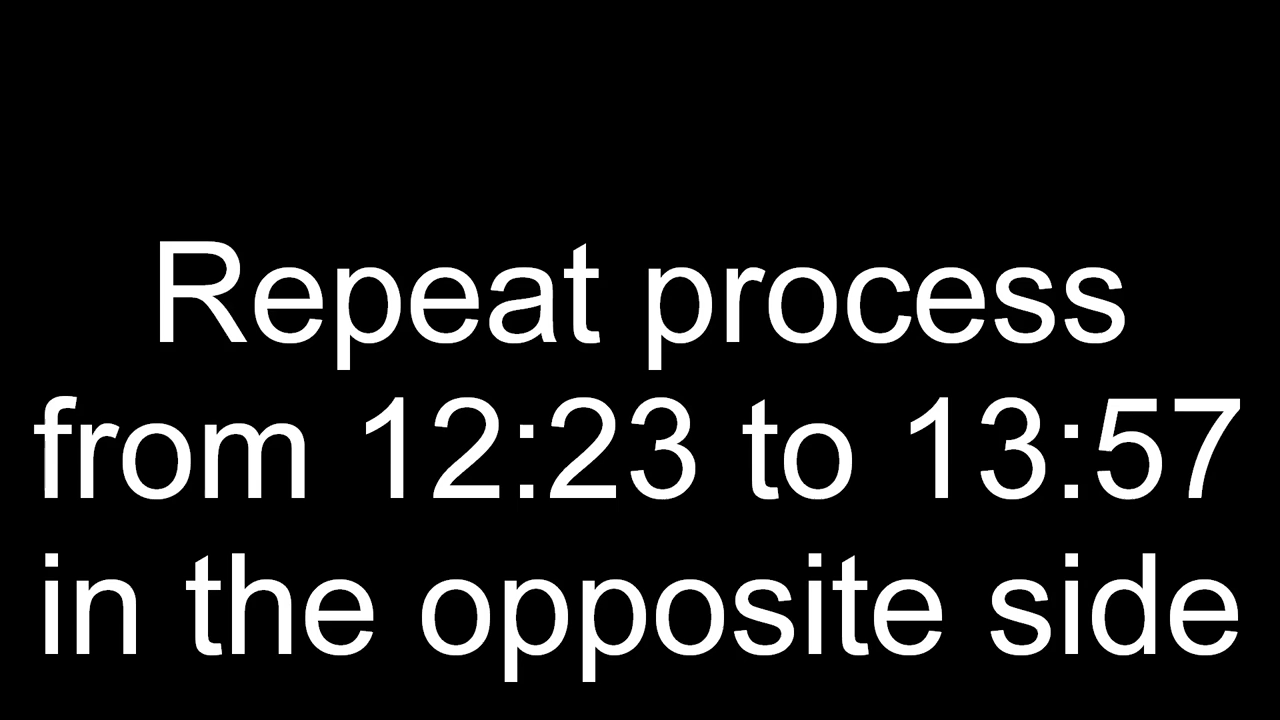 Repeat process
from 12:23 to 13:57
in the opposite side